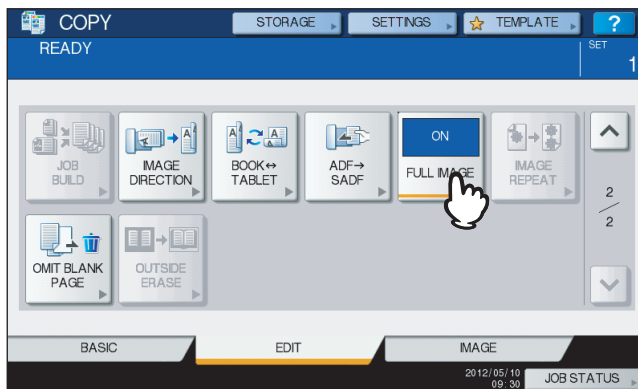 COPY
STORAGE
SETTINGS
TEMPLATE
?
READY
SET
1
JOB
BUILD
IMAGE
DIRECTION
BOOK↔
TABLET
ADF→
SADF
ON
FULL IMAGE
IMAGE
REPEAT
2
2
OMIT BLANK
PAGE
OUTSIDE
ERASE
BASIC
EDIT
IMAGE
2012/05/10
09:30
JOB STATUS